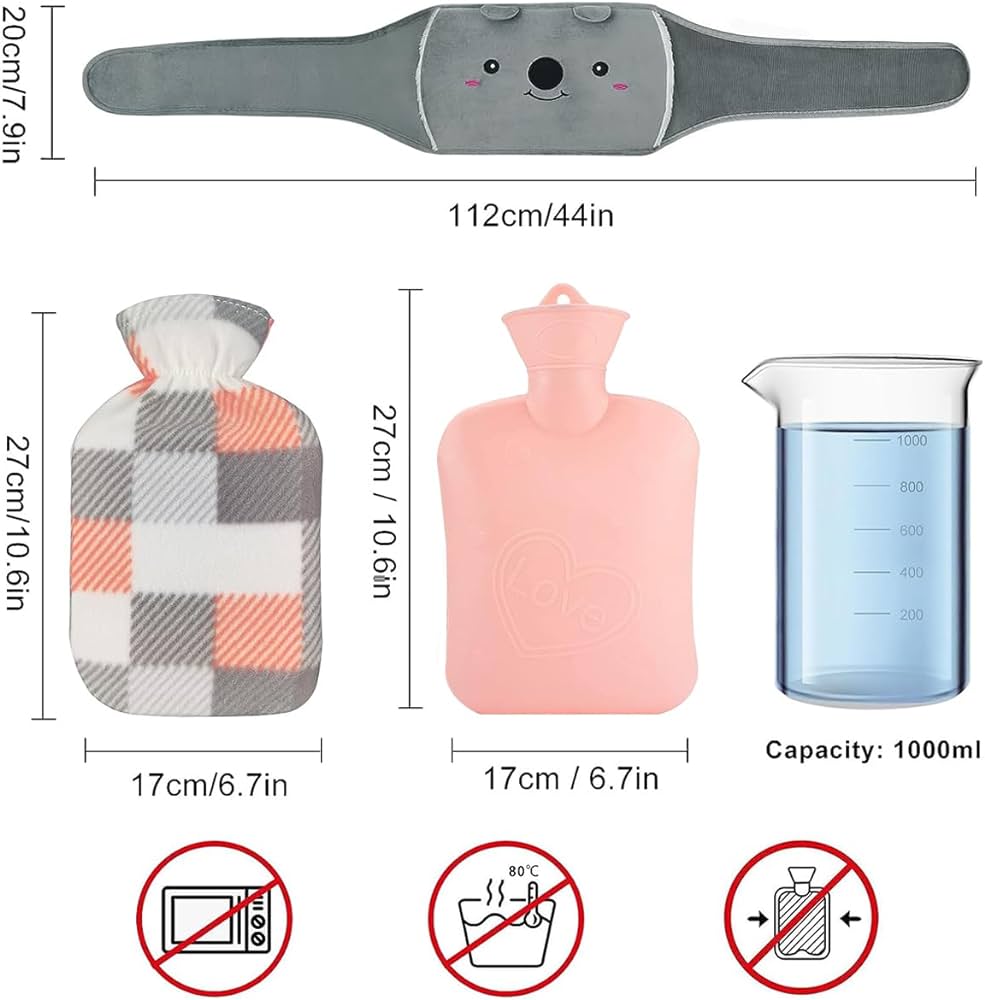 20cm/7.9in
112cm/44in
27cm/10.6in
27cm / 10.6in
Love
1000
800
600
400
200
17cm/6.7in
17cm / 6.7in
Capacity: 1000ml
80℃